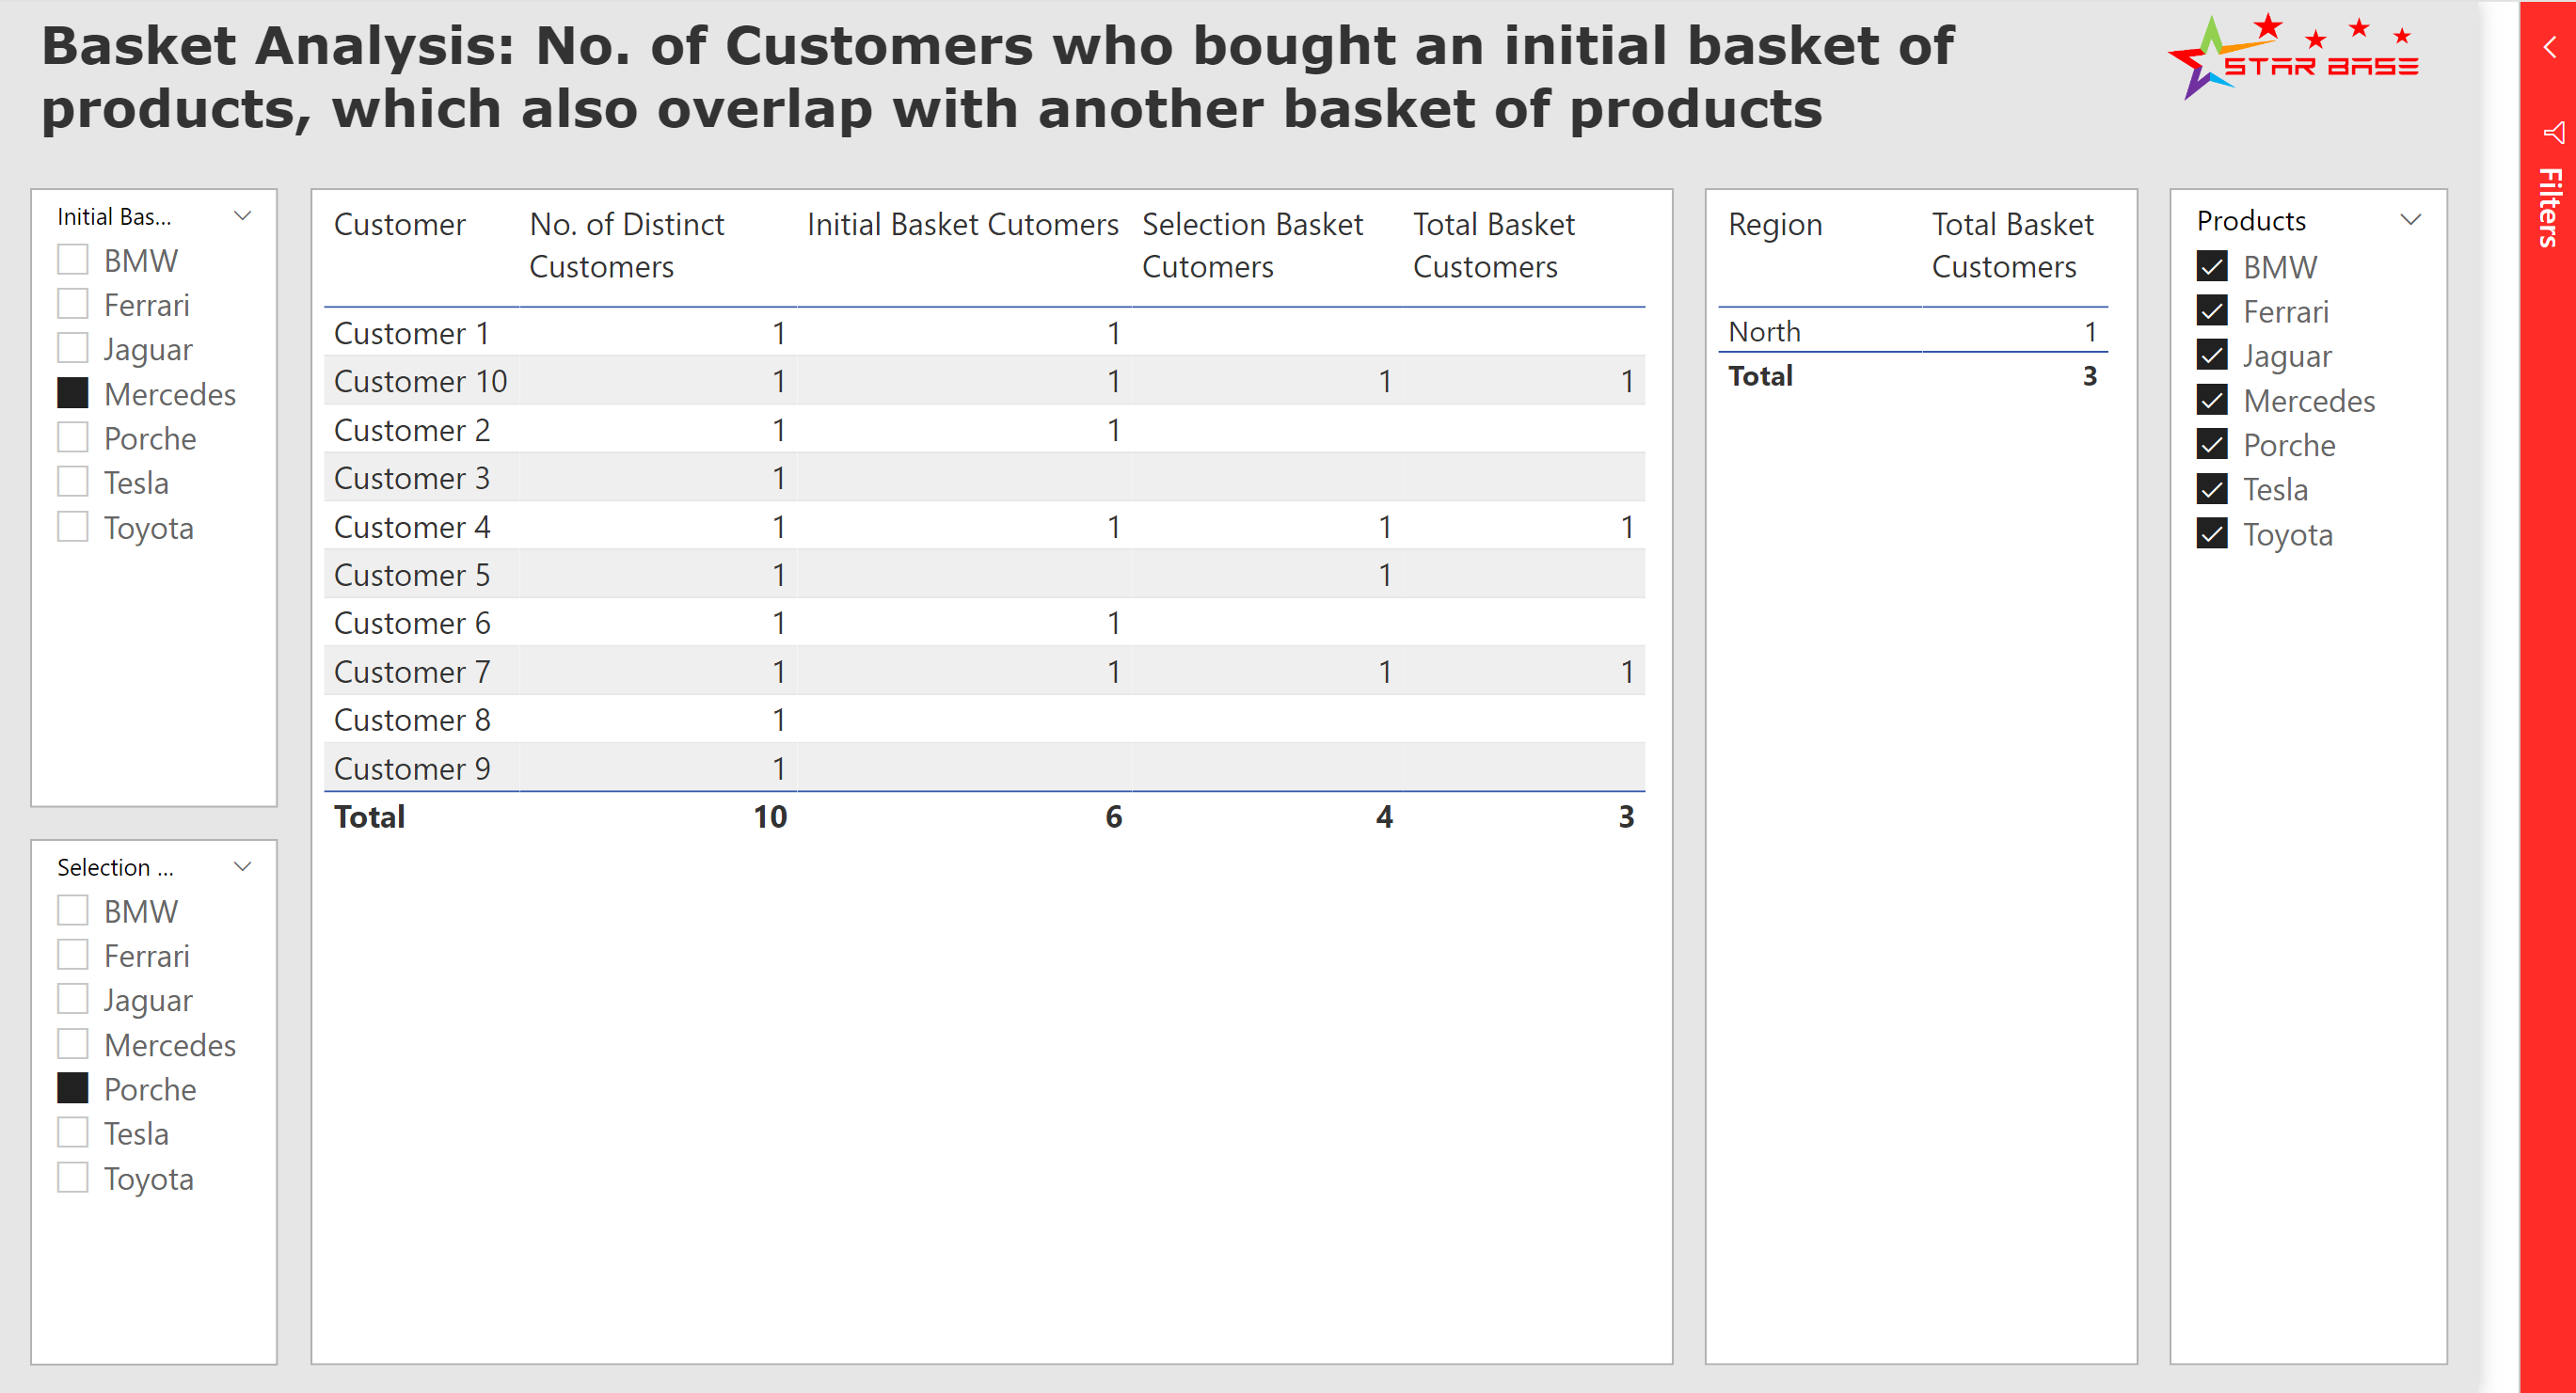 Basket Analysis: No. of Customers who bought an initial basket of
products, which also overlap with another basket of products
STAR BASE
Filters
Initial Bas...
BMW
Ferrari
Jaguar
Mercedes
Porche
Tesla
Toyota
Selection ...
BMW
Ferrari
Jaguar
Mercedes
Porche
Tesla
Toyota
Customer No. of Distinct Customers Initial Basket Cutomers Selection Basket Cutomers Total Basket Customers
Customer 1 1 1
Customer 10 1 1 1 1
Customer 2 1 1
Customer 3 1
Customer 4 1 1 1 1
Customer 5 1 1
Customer 6 1 1
Customer 7 1 1 1 1
Customer 8 1
Customer 9 1
Total 10 6 4 3
Region Total Basket Customers
North 1
Total 3
Products
BMW
Ferrari
Jaguar
Mercedes
Porche
Tesla
Toyota